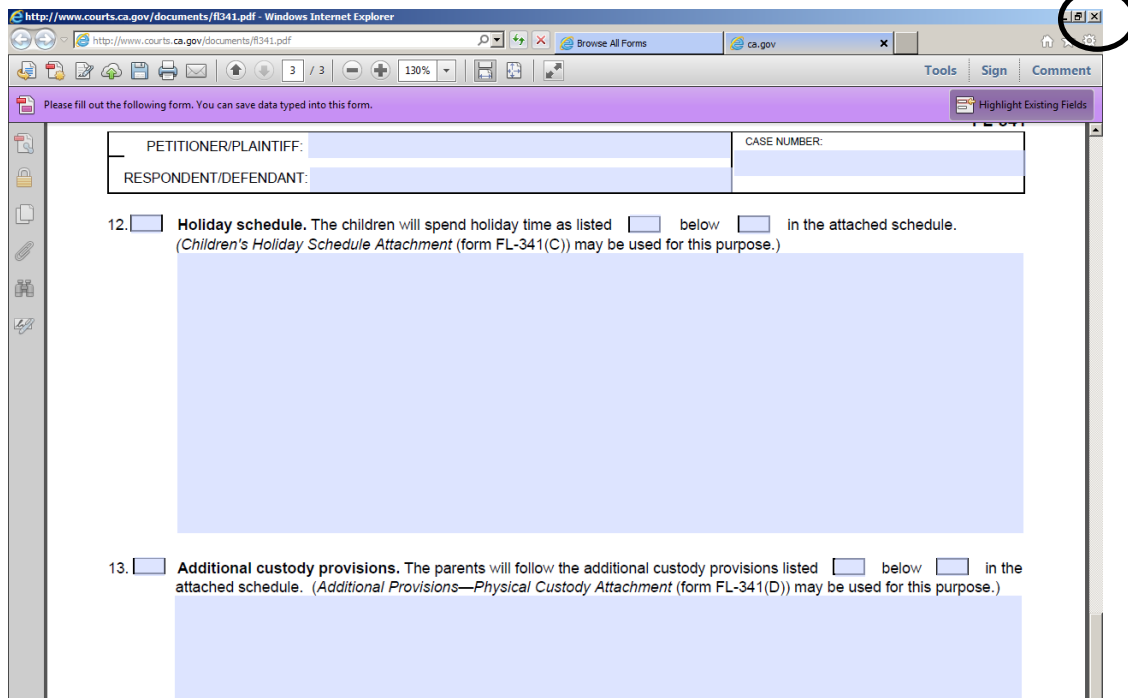 http://www.courts.ca.gov/documents/fl341.pdf - Windows Internet Explorer
http://www.courts.ca.gov/documents/fl341.pdf
Browse All Forms
ca.gov
3 / 3
130%
Tools
Sign
Comment
Please fill out the following form. You can save data typed into this form.
Highlight Existing Fields
FL-341
PETITIONER/PLAINTIFF:
CASE NUMBER:
RESPONDENT/DEFENDANT:
12. Holiday schedule. The children will spend holiday time as listed below in the attached schedule.
(Children's Holiday Schedule Attachment (form FL-341(C)) may be used for this purpose.)
13. Additional custody provisions. The parents will follow the additional custody provisions listed below in the
attached schedule. (Additional Provisions—Physical Custody Attachment (form FL-341(D)) may be used for this purpose.)